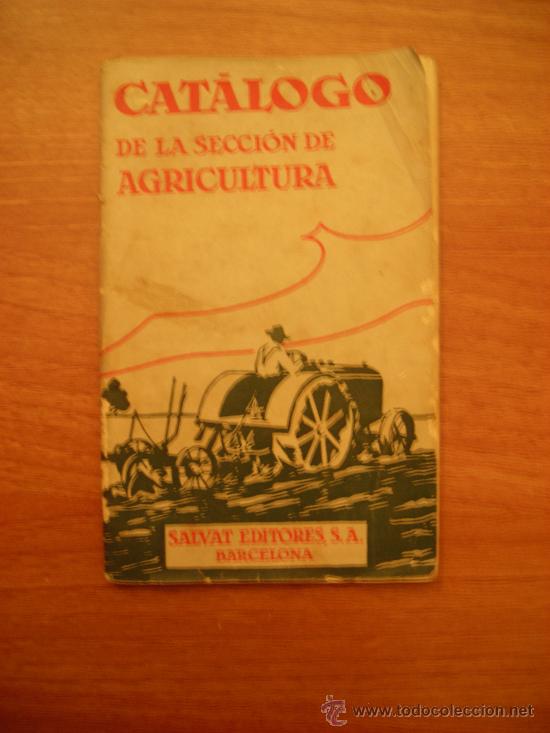 CATÁLOGO
DE LA SECCIÓN DE
AGRICULTURA
SALVAT EDITORES, S.A.
BARCELONA
www.todocoleccion.net